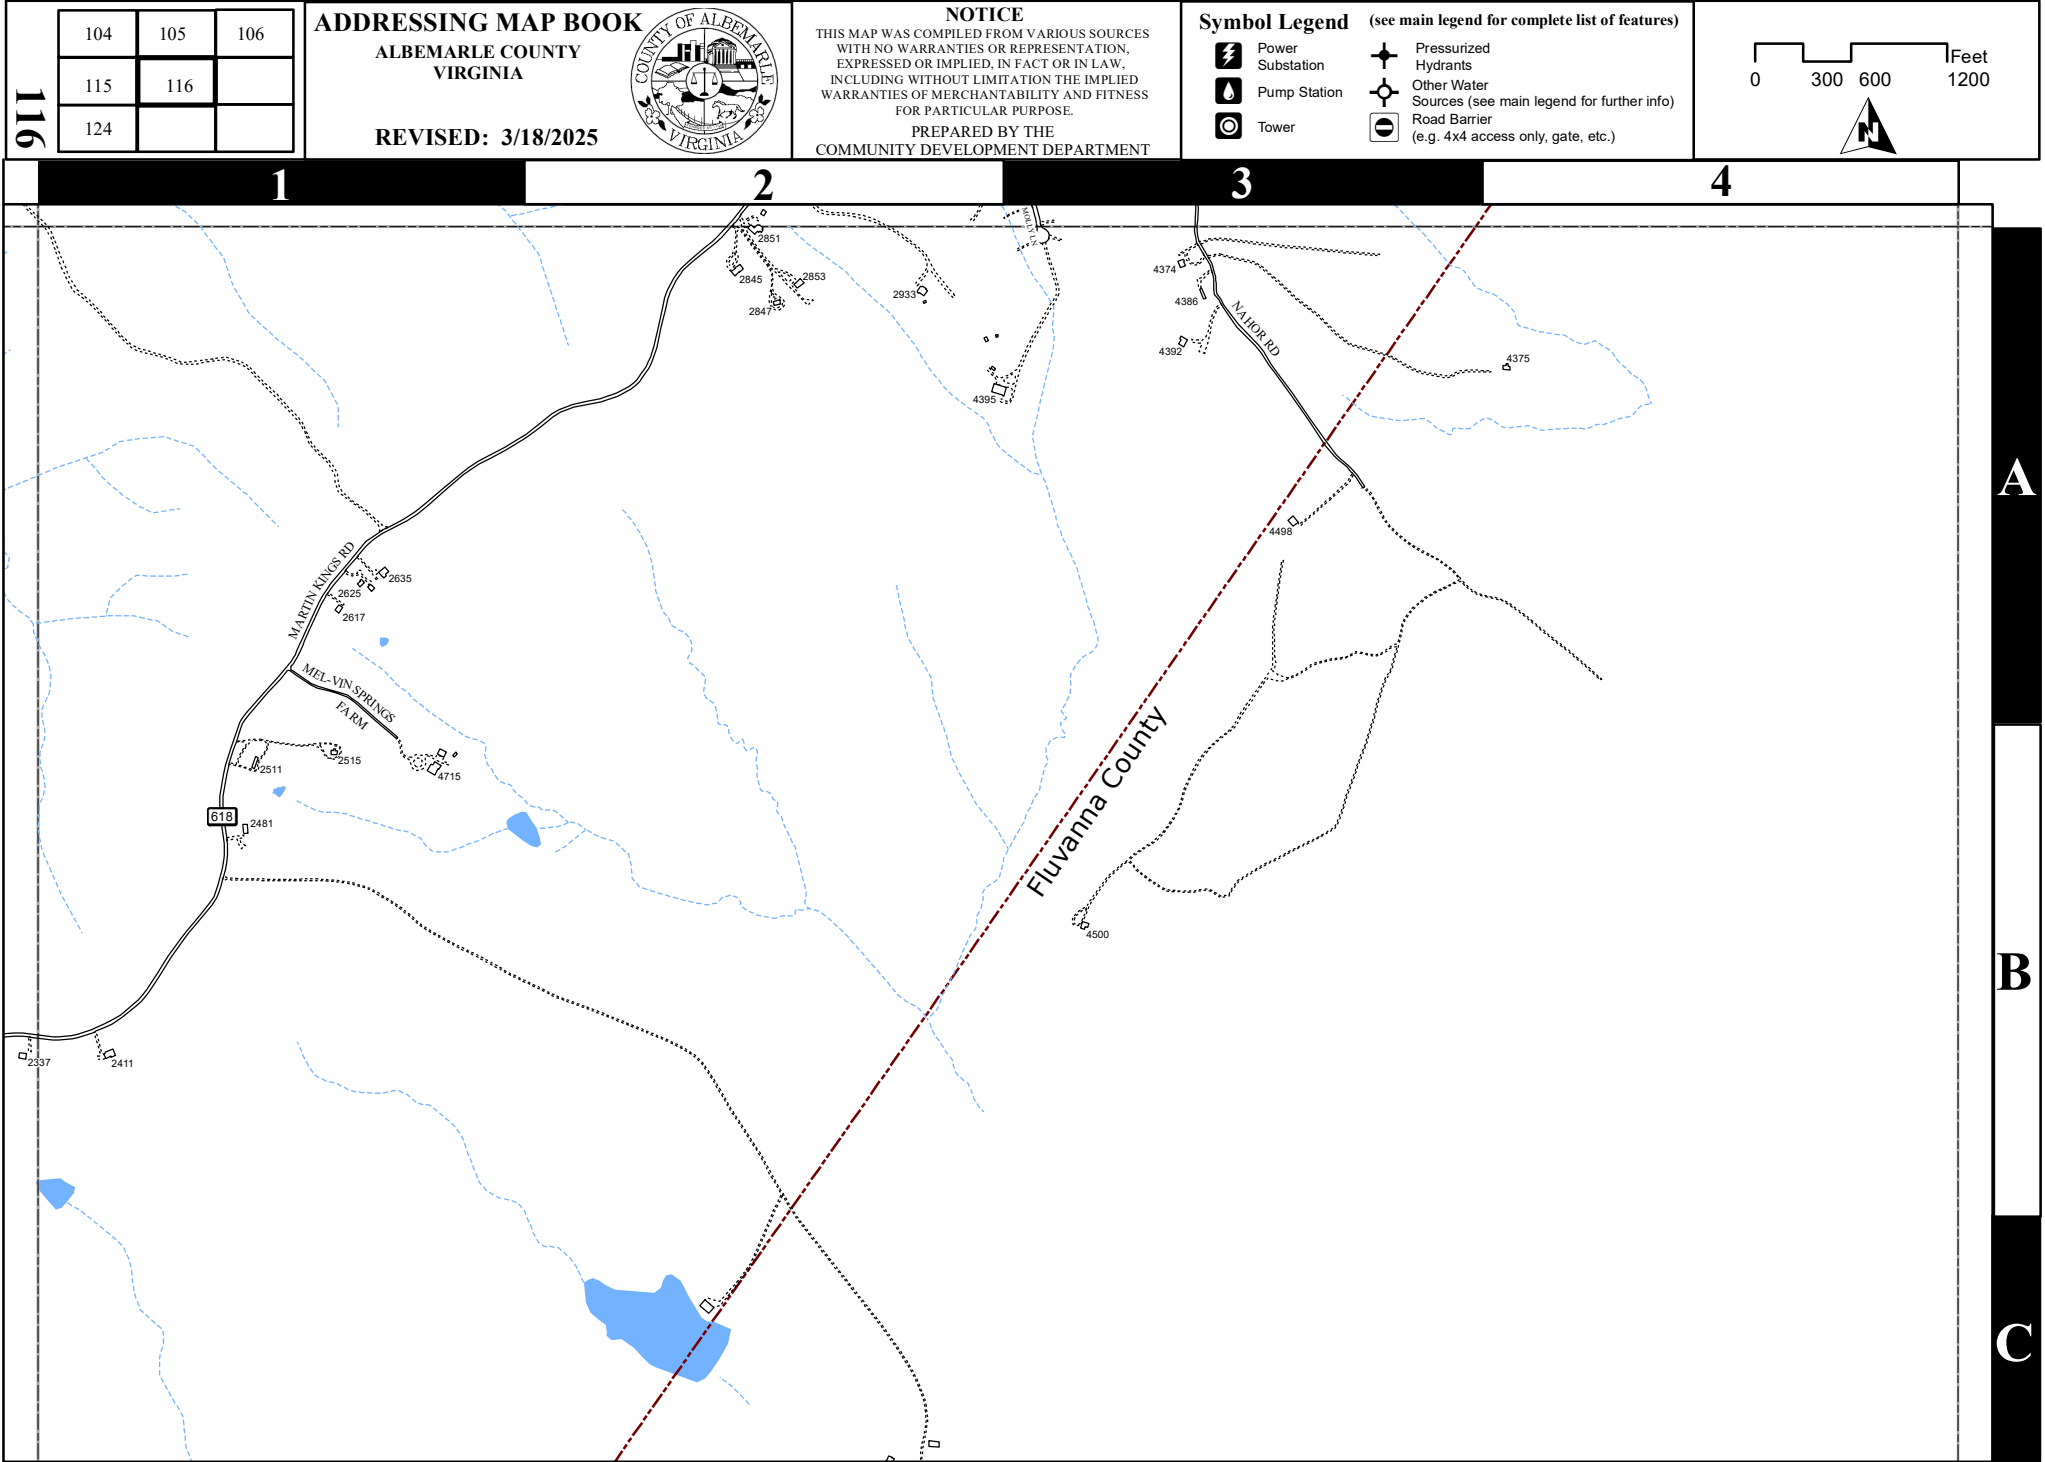 116
104 105 106
115 116
124
ADDRESSING MAP BOOK
ALBEMARLE COUNTY
VIRGINIA
REVISED: 3/18/2025
COUNTY OF ALBEMARLE
VIRGINIA
NOTICE
THIS MAP WAS COMPILED FROM VARIOUS SOURCES
WITH NO WARRANTIES OR REPRESENTATION,
EXPRESSED OR IMPLIED, IN FACT OR IN LAW,
INCLUDING WITHOUT LIMITATION THE IMPLIED
WARRANTIES OF MERCHANTABILITY AND FITNESS
FOR PARTICULAR PURPOSE.
PREPARED BY THE
COMMUNITY DEVELOPMENT DEPARTMENT
Symbol Legend (see main legend for complete list of features)
Power
Substation
Pump Station
Tower
Pressurized
Hydrants
Other Water
Sources (see main legend for further info)
Road Barrier
(e.g. 4x4 access only, gate, etc.)
Feet
0 300 600 1200
N
1 2 3 4
MOLLY LN
2851
2845
2853
2847
2933
4374
4386
4392
NAHOR RD
4375
4395
A
4498
MARTIN KINGS RD
2635
2625
2617
MEL-VIN SPRINGS
FARM
2511
2515
4715
618
2481
Fluvanna County
4500
B
2337
2411
C